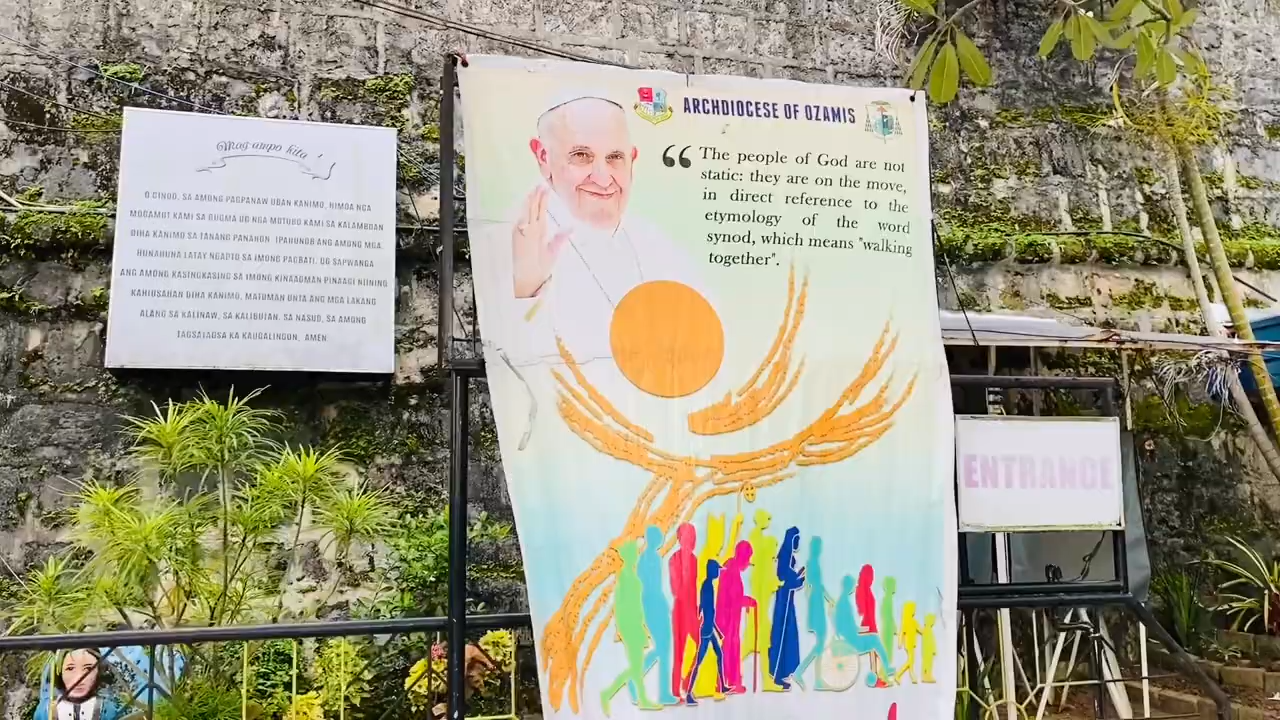 Mag ampo kita
O GINOO, SA AMONG PAGPANAW UBAN KANIMO, HIMOA NGA
MOGAMUT KAMI SA GUGMA UG NGA MOTUBO KAMI SA KALAMBOAN
DIHA KANIMO SA TANANG PANAHON. IPAUNUNG ANG AMONG MGA
HUNAHUNA LATAY NGADTO SA IMONG PAGBATI. UG SAPWANGA
ANG AMONG KASINGKASING SA IMONG KINAADMAN PINAAGI NIINING
KAHIUSAHAN DIHA KANIMO, MATUMAN UNTA ANG MGA LAKANG
ALANG SA KALINAW, SA KALIBUTAN, SA NASUD, SA AMONG
TAGSATAGSA KA KAUGALINGON, AMEN
ARCHDIOCESE OF OZAMIS
“ The people of God are not
static: they are on the move,
in direct reference to the
etymology of the word
synod, which means "walking
together".
ENTRANCE